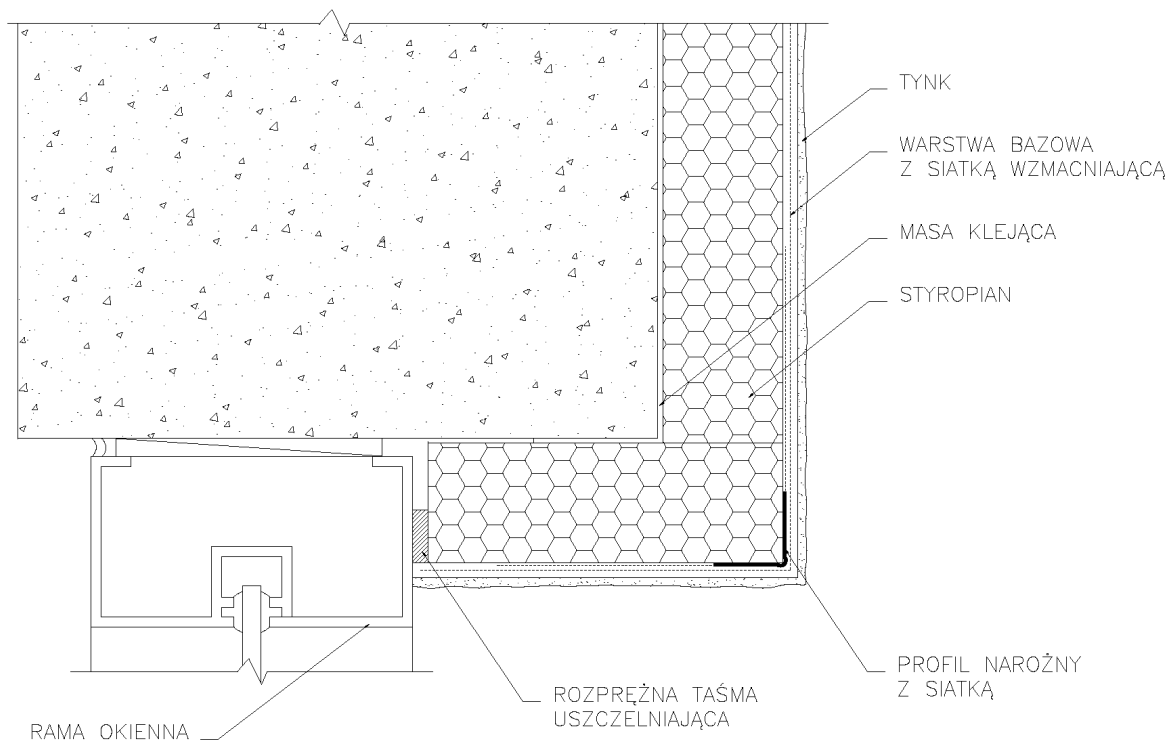 TYNK
WARSTWA BAZOWA
Z SIATKĄ WZMACNIAJĄCĄ
MASA KLEJĄCA
STYROPIAN
PROFIL NAROŻNY
Z SIATKĄ
ROZPRĘŻNA TAŚMA
USZCZELNIAJĄCA
RAMA OKIENNA